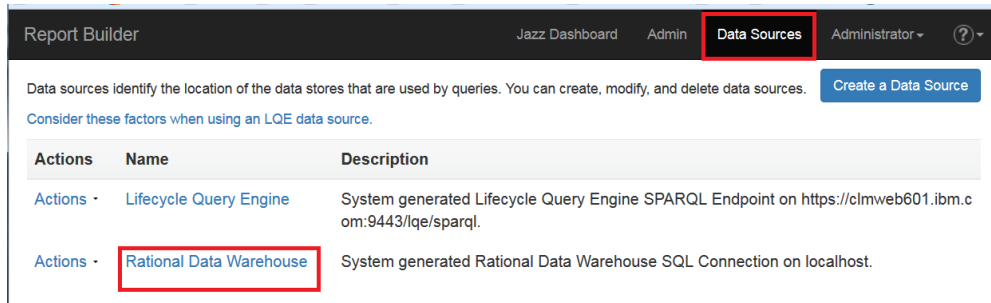 Report Builder Jazz Dashboard Admin Data Sources Administrator ?
Data sources identify the location of the data stores that are used by queries. You can create, modify, and delete data sources. Create a Data Source
Consider these factors when using an LQE data source.
Actions Name Description
Actions Lifecycle Query Engine System generated Lifecycle Query Engine SPARQL Endpoint on https://clmweb601.ibm.c
om:9443/lqe/sparql.
Actions Rational Data Warehouse System generated Rational Data Warehouse SQL Connection on localhost.